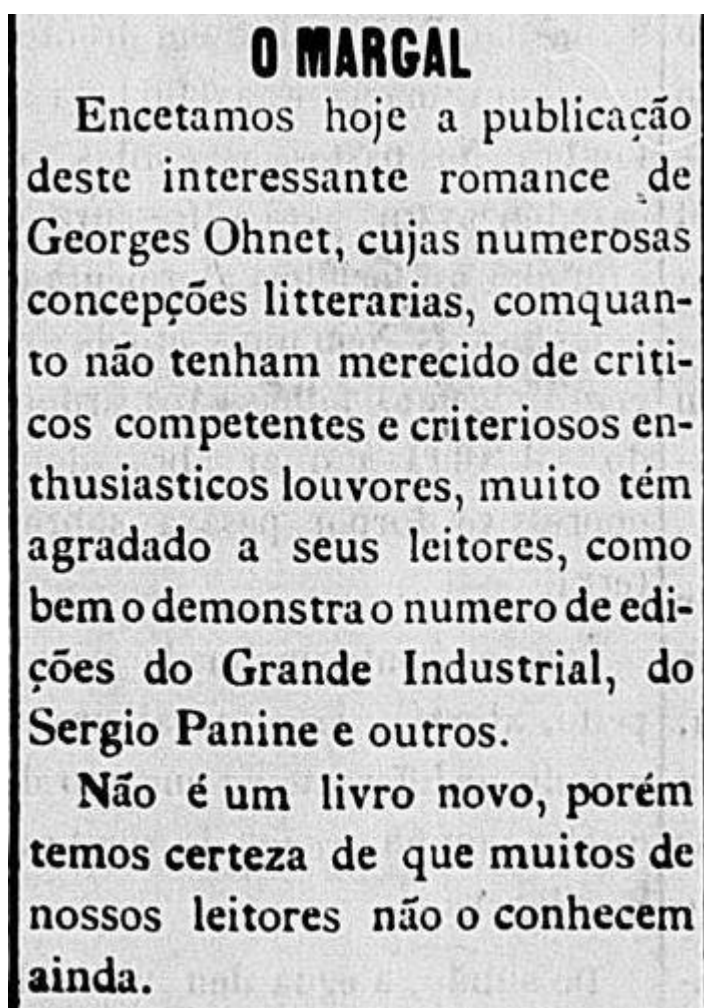 O MARGAL
Encetamos hoje a publicação
deste interessante romance de
Georges Ohnet, cujas numerosas
concepções litterarias, comquan-
to não tenham merecido de criti-
cos competentes e criteriosos en-
thusiasticos louvores, muito têm
agradado a seus leitores, como
bem o demonstra o numero de edi-
ções do Grande Industrial, do
Sergio Panine e outros.
Não é um livro novo, porém
temos certeza de que muitos de
nossos leitores não o conhecem
ainda.